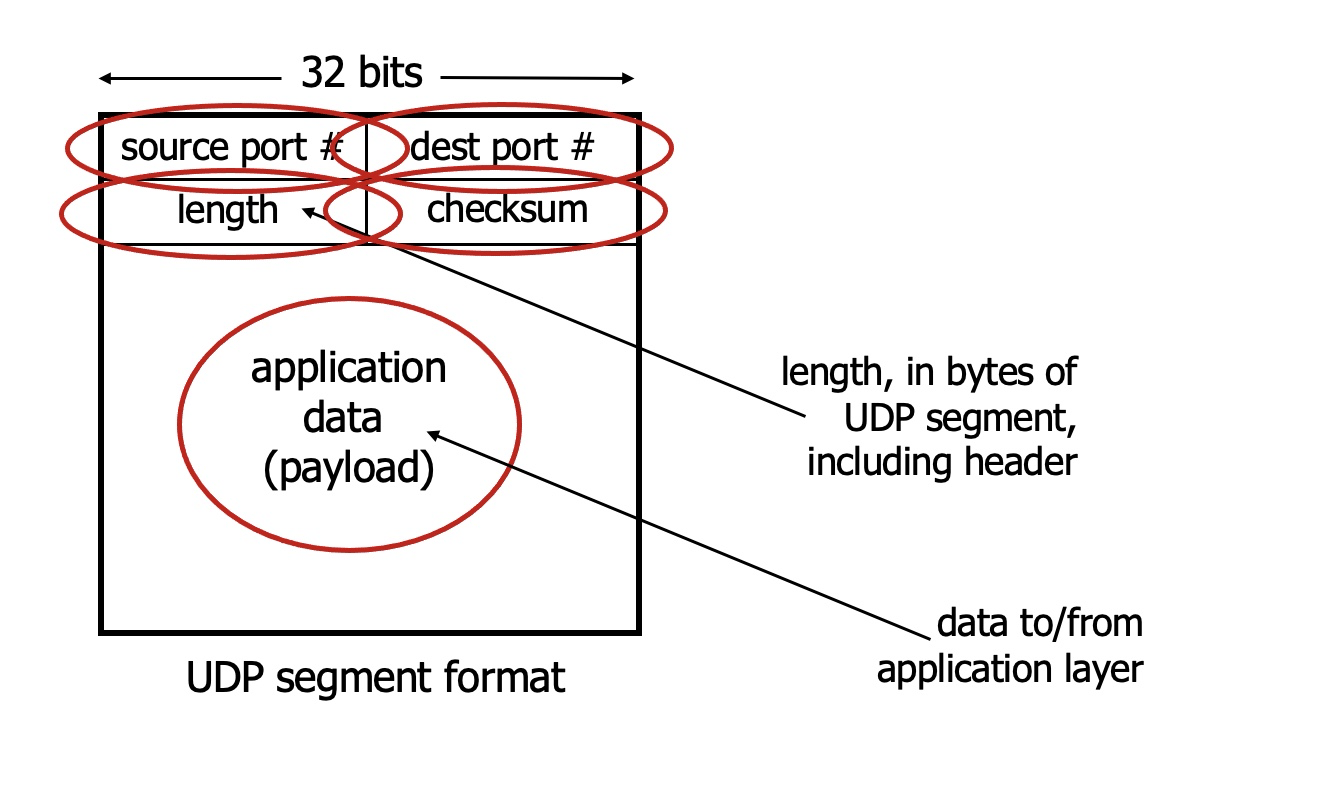 32 bits
source port # dest port #
length checksum
application
data
(payload)
length, in bytes of
UDP segment,
including header
data to/from
application layer
UDP segment format